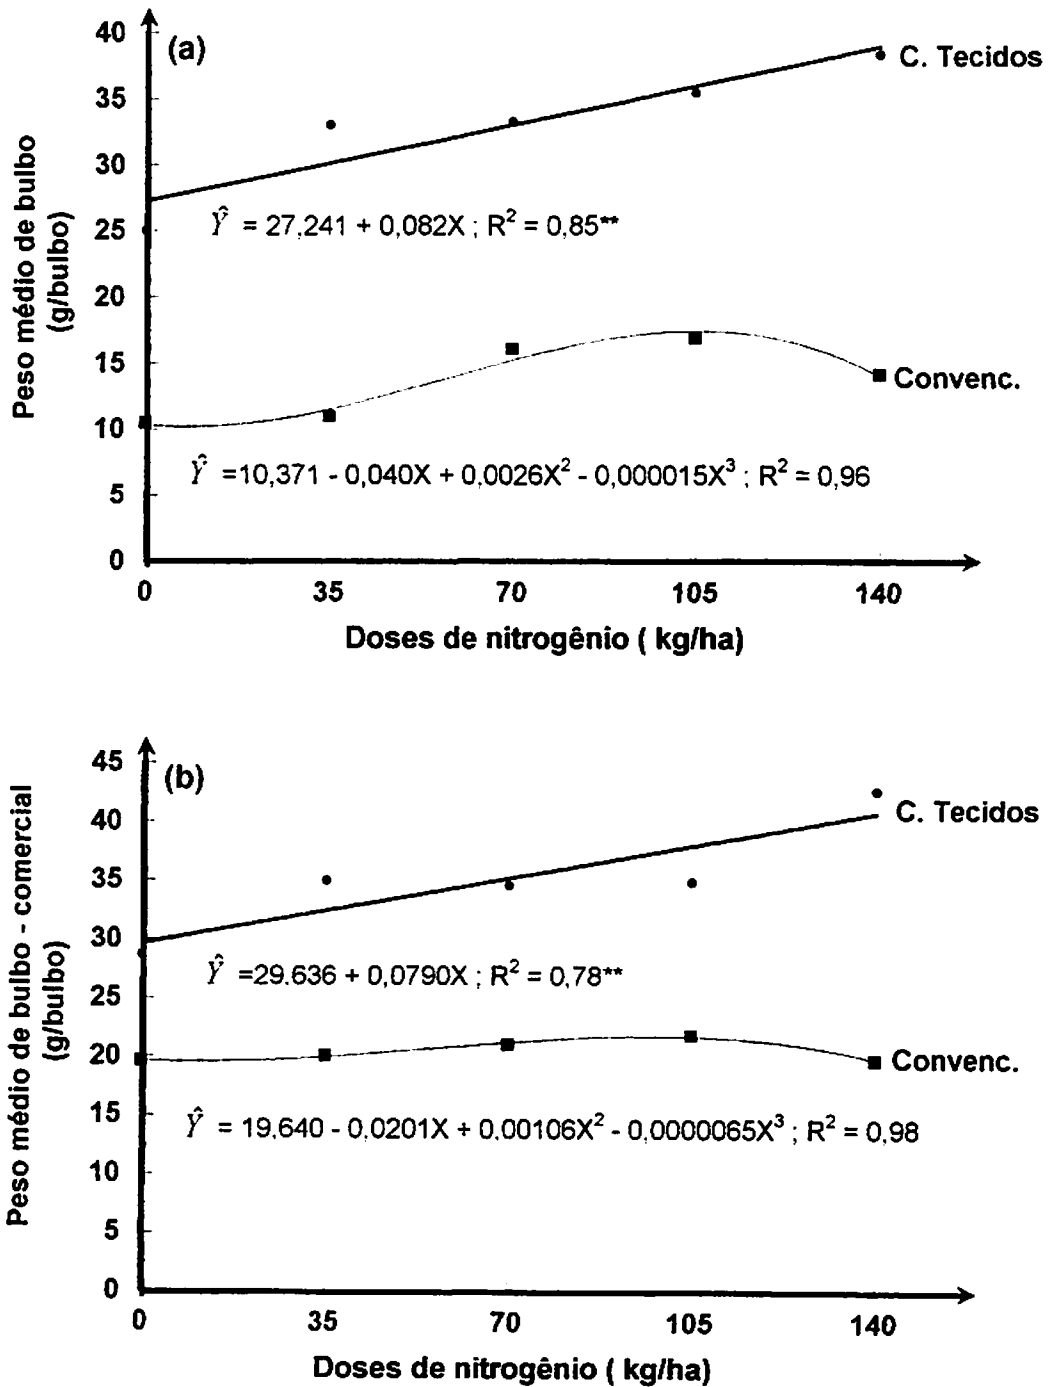 (a)
40
35
30
25
20
15
10
5
0
Peso médio de bulbo
(g/bulbo)
C. Tecidos
Ŷ = 27,241 + 0,082X ; R² = 0,85**
Convenc.
Ŷ =10,371 - 0,040X + 0,0026X² - 0,000015X³ ; R² = 0,96
0 35 70 105 140
Doses de nitrogênio ( kg/ha)
(b)
45
40
35
30
25
20
15
10
5
0
Peso médio de bulbo - comercial
(g/bulbo)
C. Tecidos
Ŷ =29.636 + 0,0790X ; R² = 0,78**
Convenc.
Ŷ = 19,640 - 0,0201X + 0,00106X² - 0,0000065X³ ; R² = 0,98
0 35 70 105 140
Doses de nitrogênio ( kg/ha)